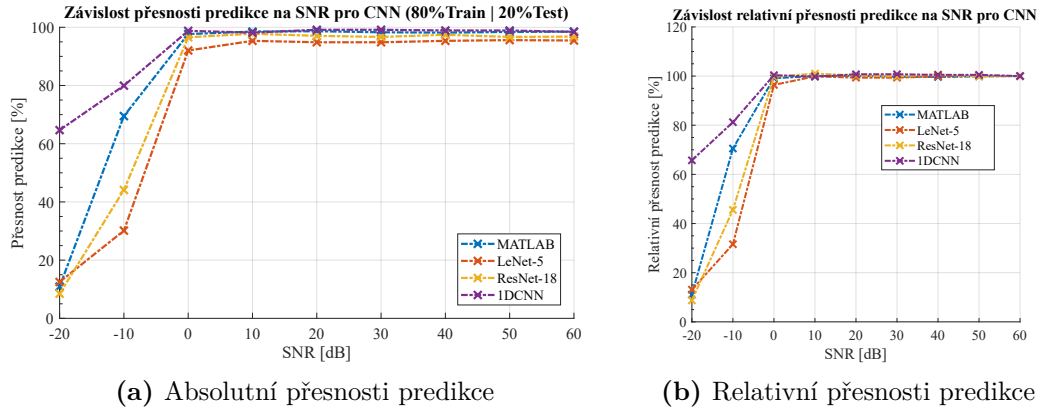 Závislost přesnosti predikce na SNR pro CNN (80%Train | 20%Test)
100
80
60
40
20
0
Přesnost predikce [%]
-20 -10 0 10 20 30 40 50 60
SNR [dB]
MATLAB
LeNet-5
ResNet-18
1DCNN
(a) Absolutní přesnosti predikce
Závislost relativní přesnosti predikce na SNR pro CNN
120
100
80
60
40
20
0
Relativní přesnost predikce [%]
-20 -10 0 10 20 30 40 50 60
SNR [dB]
MATLAB
LeNet-5
ResNet-18
1DCNN
(b) Relativní přesnosti predikce